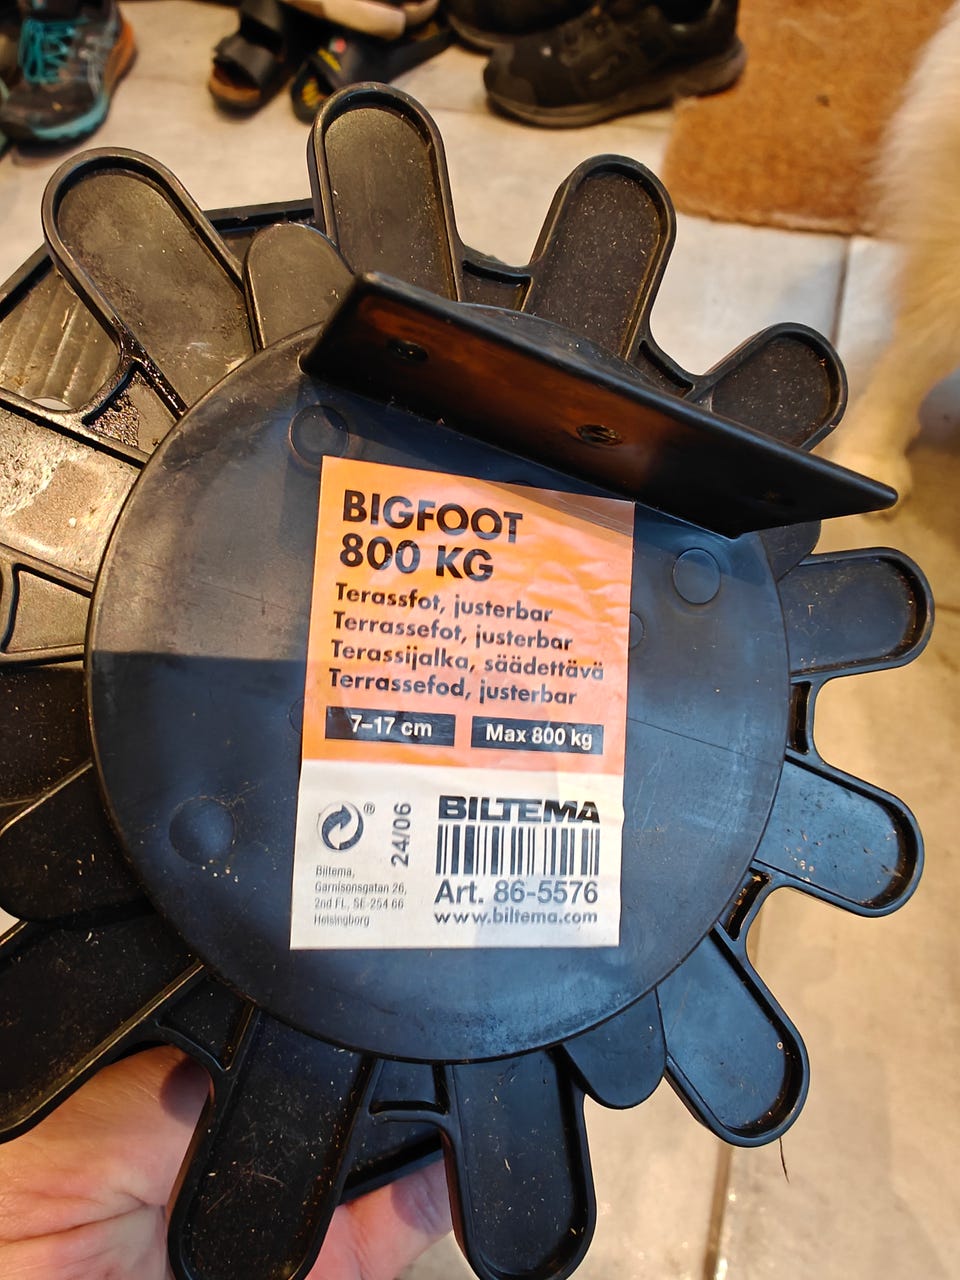 BIGFOOT
800 KG
Terassfot, justerbar
Terrassefot, justerbar
Terassijalka, säädettävä
Terrassefod, justerbar
7–17 cm
Max 800 kg
®
24/06
BILTEMA
Art. 86-5576
www.biltema.com
Biltema,
Garnisonsgatan 26,
2nd FL, SE-254 66
Helsingborg